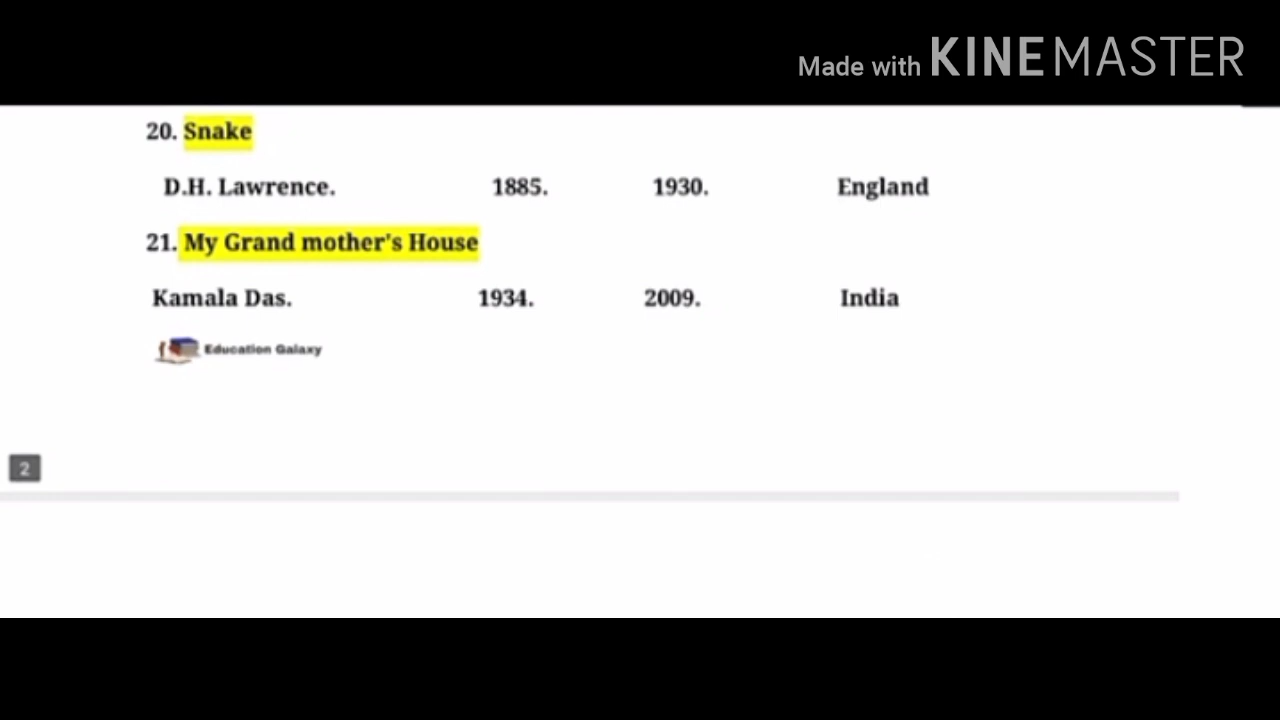 Made with KINEMASTER
20. Snake
D.H. Lawrence. 1885. 1930. England
21. My Grand mother's House
Kamala Das. 1934. 2009. India
Education Galaxy
2